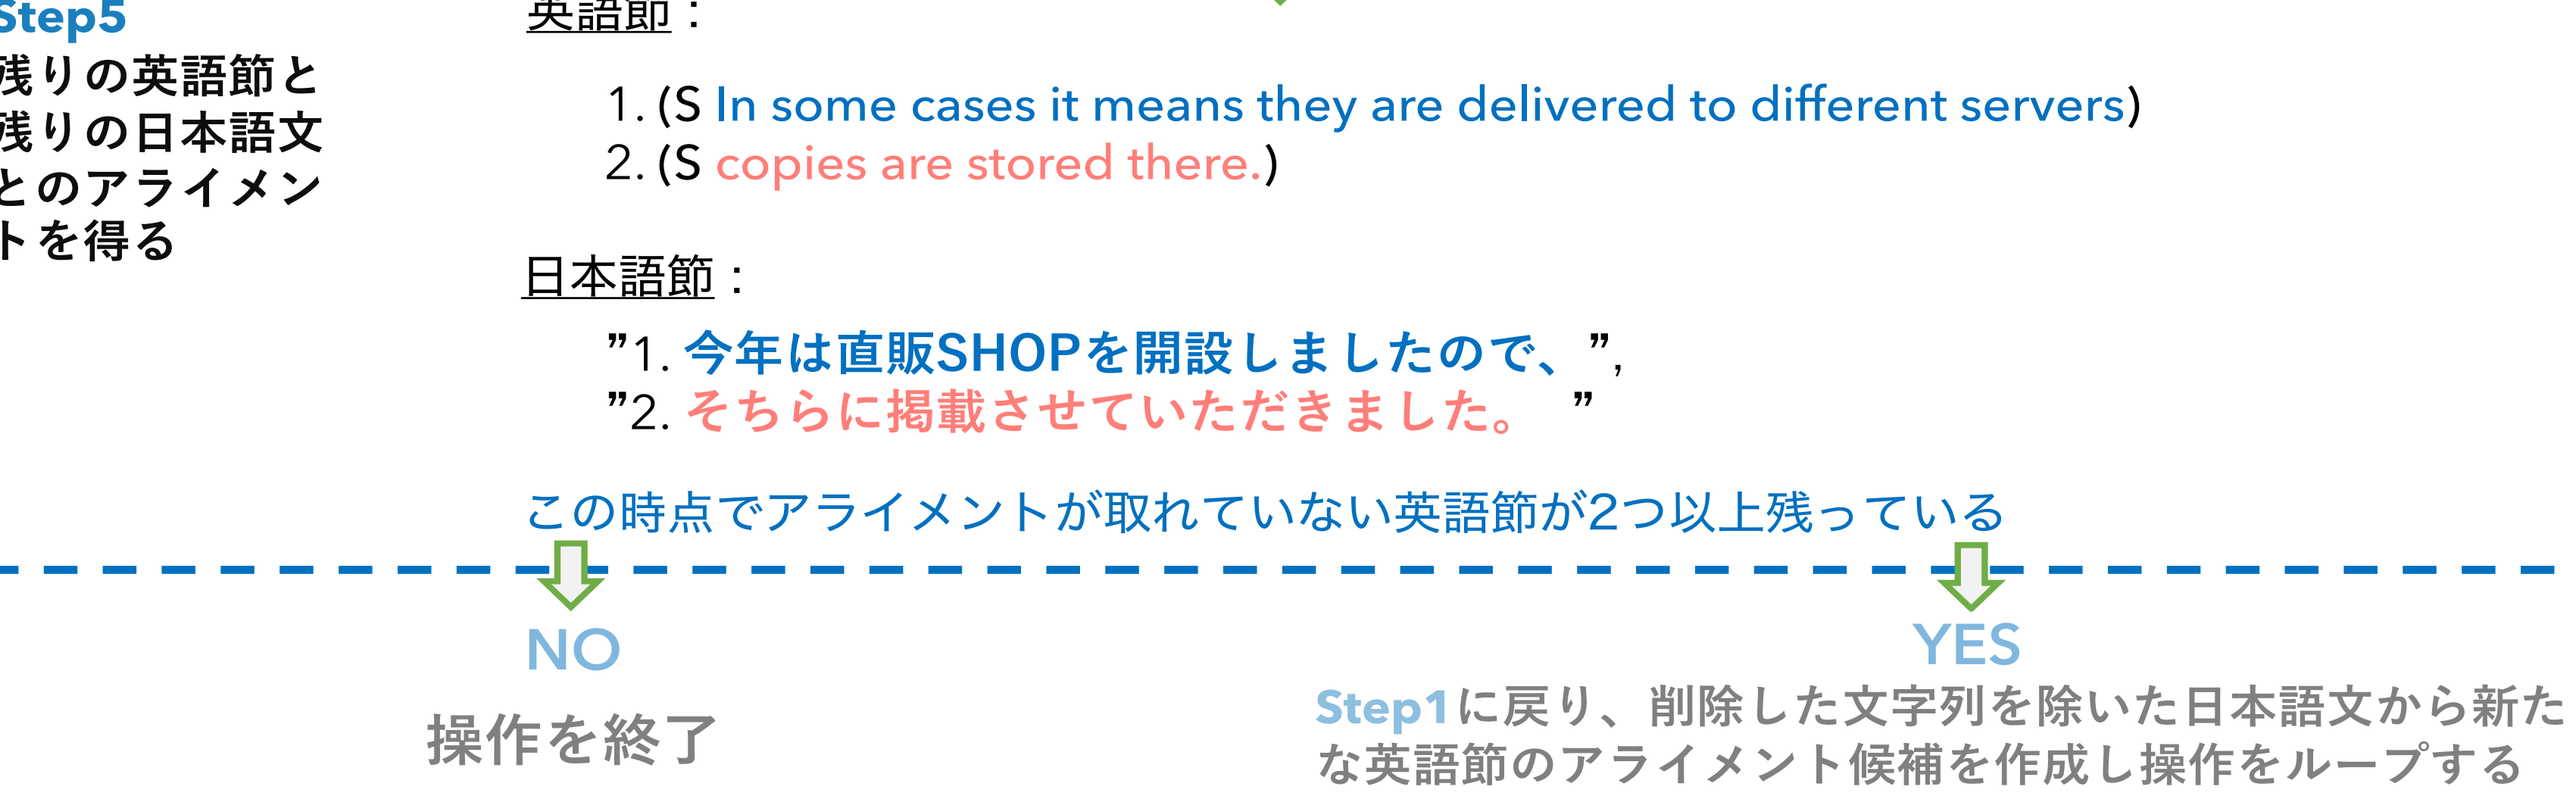 Step5
残りの英語節と
残りの日本語文
とのアライメン
トを得る
英語節：
1. (S In some cases it means they are delivered to different servers)
2. (S copies are stored there.)
日本語節：
”1. 今年は直販SHOPを開設しましたので、”,
”2. そちらに掲載させていただきました。 ”
この時点でアライメントが取れていない英語節が2つ以上残っている
NO
操作を終了
YES
Step1に戻り、削除した文字列を除いた日本語文から新た
な英語節のアライメント候補を作成し操作をループする